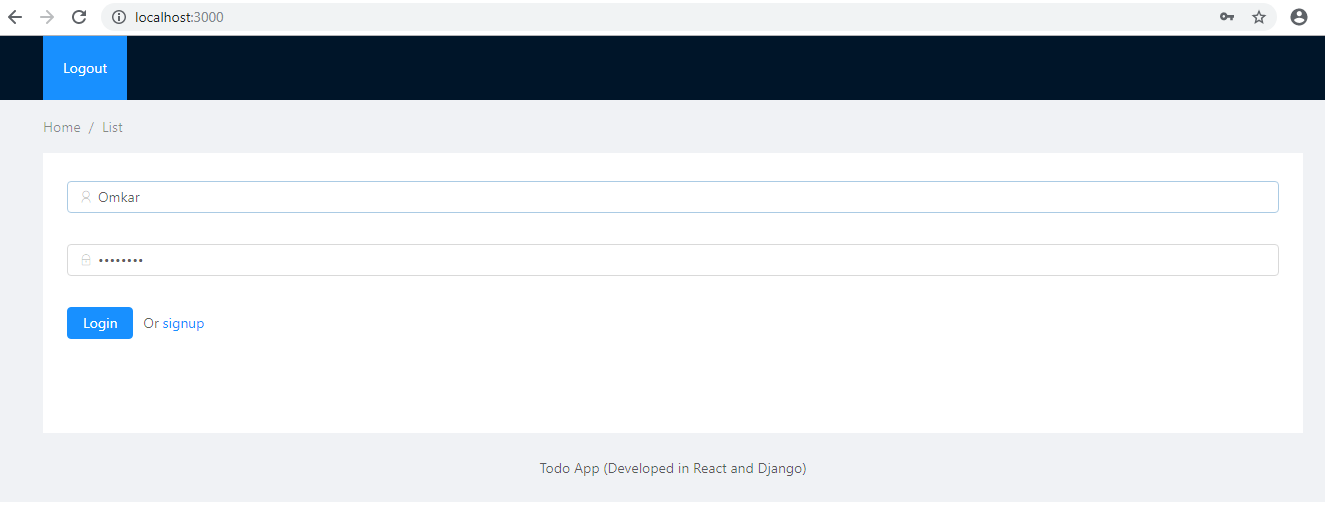 localhost:3000
Logout
Home / List
Omkar
••••••••
Login Or signup
Todo App (Developed in React and Django)